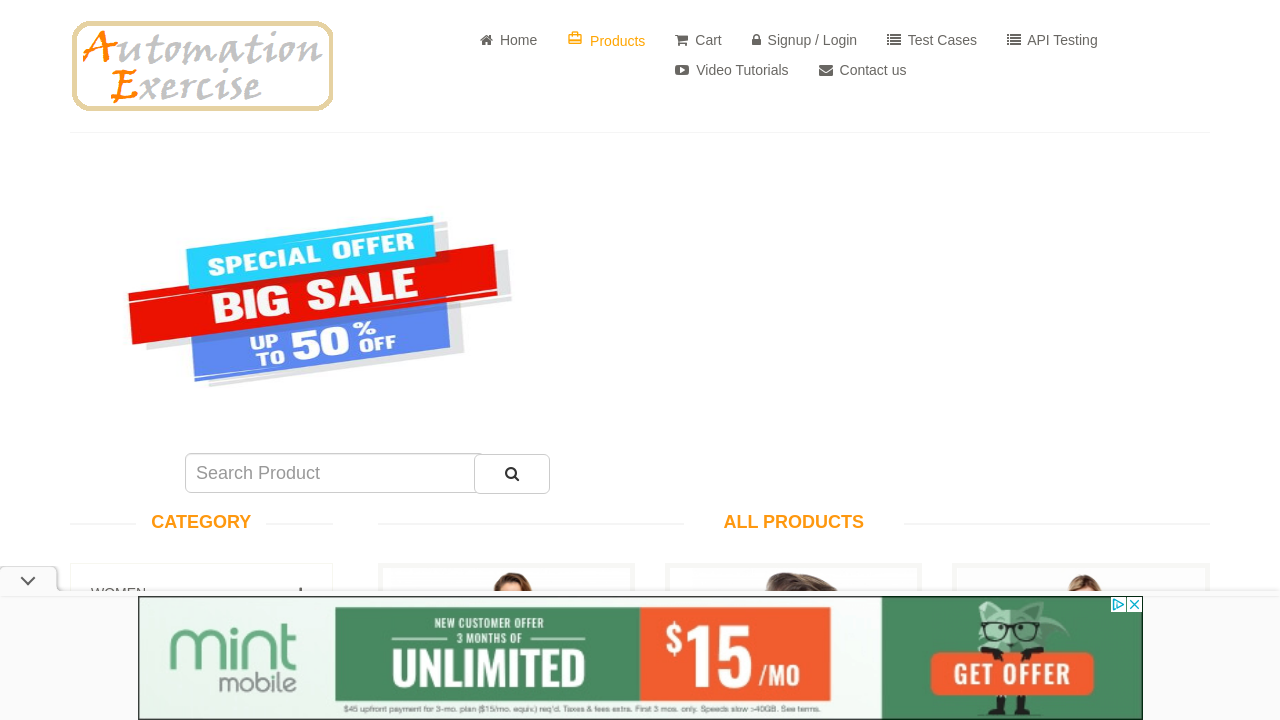 Automation
Exercise
Home Products Cart Signup / Login Test Cases API Testing
Video Tutorials Contact us
SPECIAL OFFER
BIG SALE
UP TO 50% OFF
Search Product
CATEGORY
ALL PRODUCTS
WOMEN
mint mobile
NEW CUSTOMER OFFER
3 MONTHS OF
UNLIMITED
$15/MO
GET OFFER
$45 upfront payment for 3-mo. plan ($15/mo. equiv.) req'd. Taxes & fees extra. First 3 mos. only. Speeds slow >40GB. See terms.